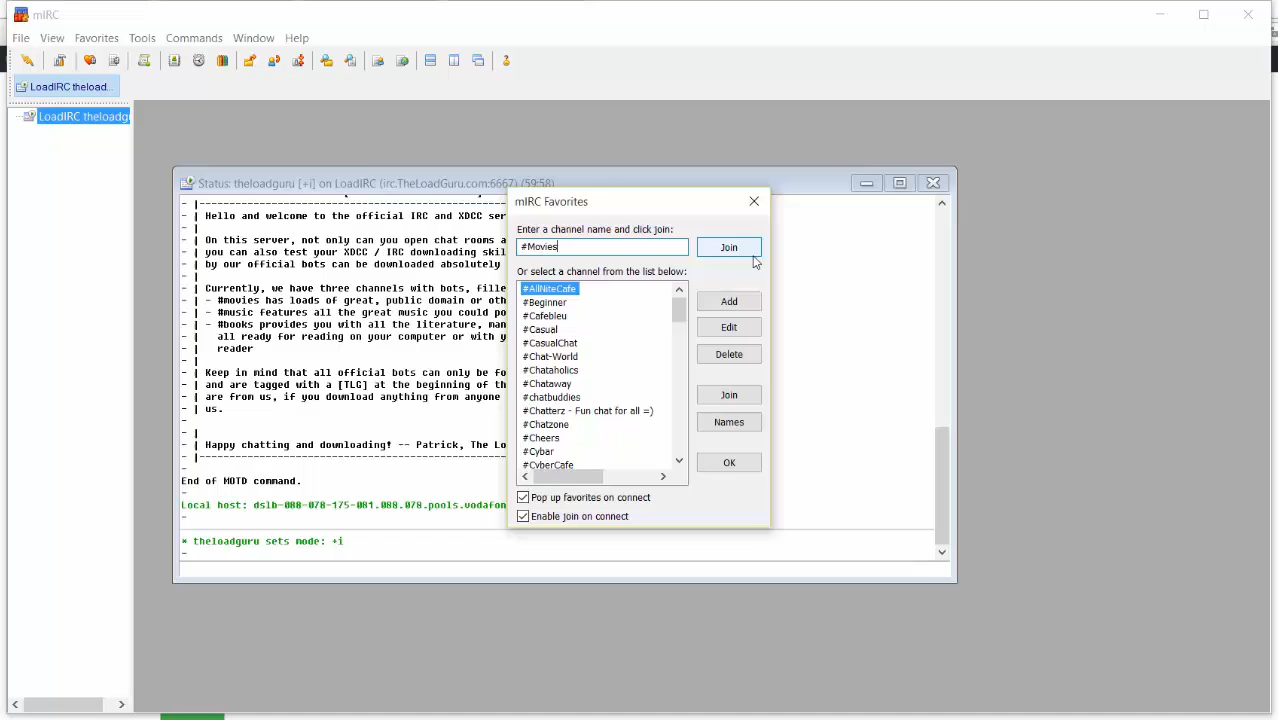 mIRC
File View Favorites Tools Commands Window Help
LoadIRC theload...
LoadIRC theloadg
Status: theloadguru [+i] on LoadIRC (irc.TheLoadGuru.com:6667) (59:58)
- |
- | Hello and welcome to the official IRC and XDCC ser
- |
- | On this server, not only can you open chat rooms a
- | you can also test your XDCC / IRC downloading skil
- | by our official bots can be downloaded absolutely
- |
- | Currently, we have three channels with bots, fille
- | - #movies has loads of great, public domain or othe
- | - #music features all the great music you could po
- | - #books provides you with all the literature, man
- | all ready for reading on your computer or with y
- | reader
- |
- | Keep in mind that all official bots can only be fo
- | and are tagged with a [TLG] at the beginning of th
- | are from us, if you download anything from anyone
- | us.
- |
- | Happy chatting and downloading! -- Patrick, The Lo
- |
-
End of MOTD command.
-
Local host: dslb-088-078-175-081.088.078.pools.vodafon
-
* theloadguru sets mode: +i
-
mIRC Favorites
Enter a channel name and click join:
#Movies
Join
Or select a channel from the list below:
#AllNiteCafe
#Beginner
#Cafebleu
#Casual
#CasualChat
#Chat-World
#Chataholics
#Chataway
#chatbuddies
#Chatterz - Fun chat for all =)
#Chatzone
#Cheers
#Cybar
#CyberCafe
Add
Edit
Delete
Join
Names
OK
Pop up favorites on connect
Enable join on connect